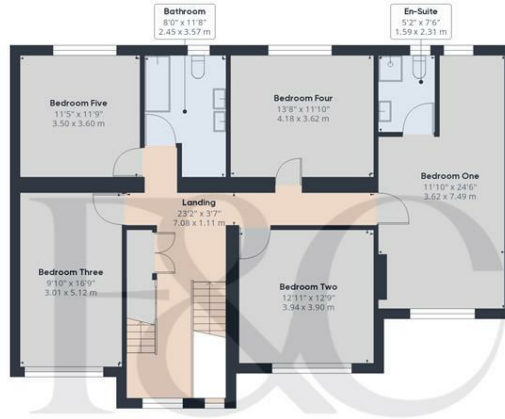 Bathroom
8'0" x 11'8"
2.45 x 3.57 m
En-Suite
5'2" x 7'6"
1.59 x 2.31 m
Bedroom Five
11'5" x 11'9"
3.50 x 3.60 m
Bedroom Four
13'8" x 11'10"
4.18 x 3.62 m
Bedroom One
11'10" x 24'6"
3.62 x 7.49 m
Landing
23'2" x 3'7"
7.08 x 1.11 m
Bedroom Three
9'10" x 16'9"
3.01 x 5.12 m
Bedroom Two
12'11" x 12'9"
3.94 x 3.90 m
F&C